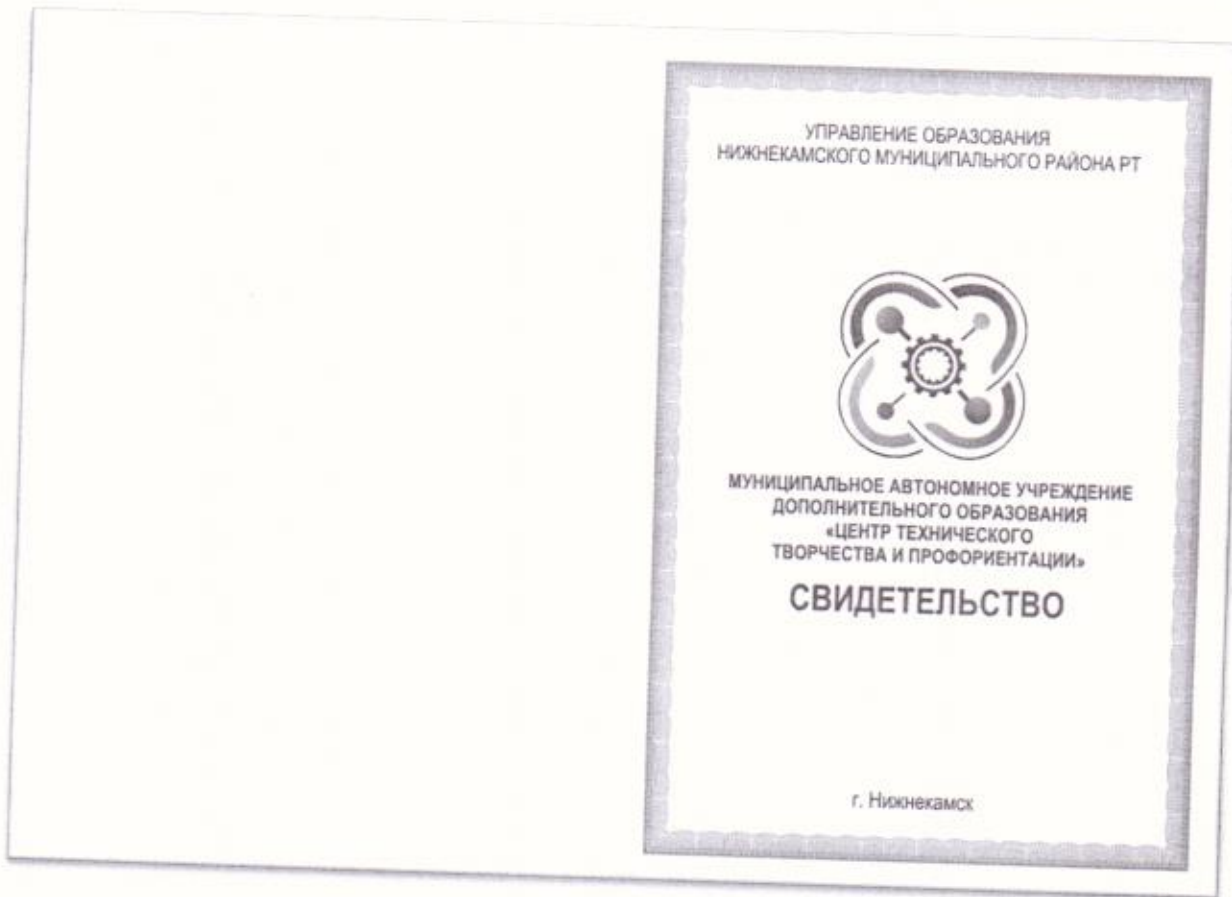 УПРАВЛЕНИЕ ОБРАЗОВАНИЯ
НИЖНЕКАМСКОГО МУНИЦИПАЛЬНОГО РАЙОНА РТ
МУНИЦИПАЛЬНОЕ АВТОНОМНОЕ УЧРЕЖДЕНИЕ
ДОПОЛНИТЕЛЬНОГО ОБРАЗОВАНИЯ
«ЦЕНТР ТЕХНИЧЕСКОГО
ТВОРЧЕСТВА И ПРОФОРИЕНТАЦИИ»
СВИДЕТЕЛЬСТВО
г. Нижнекамск